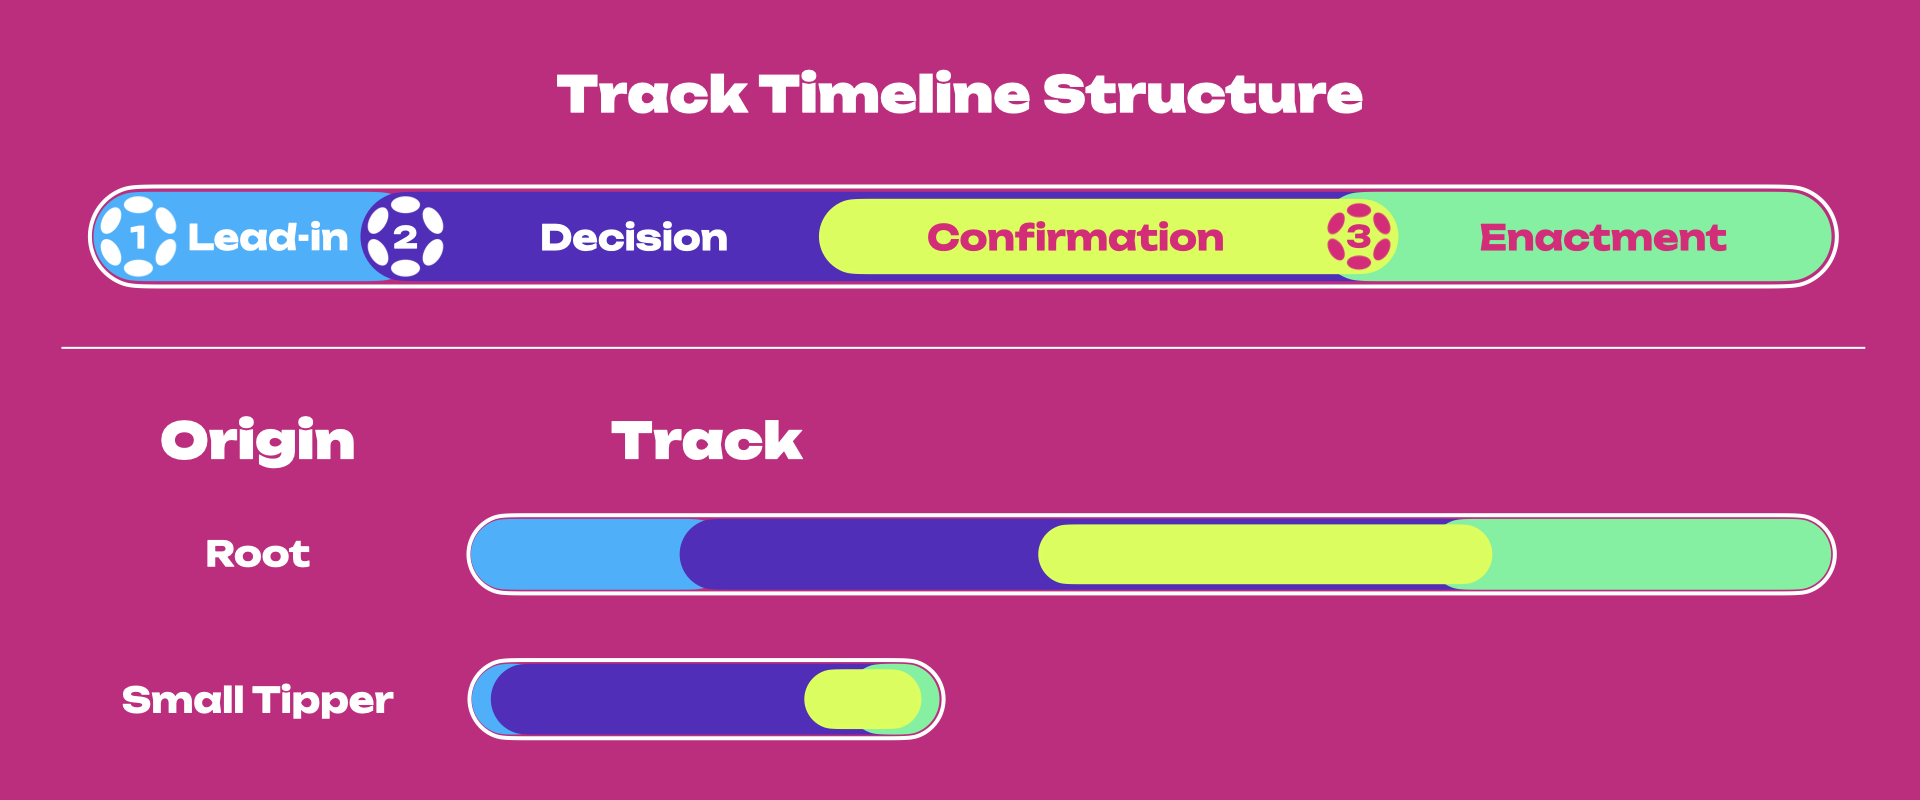 Track Timeline Structure
1 Lead-in 2 Decision Confirmation 3 Enactment
Origin Track
Root
Small Tipper